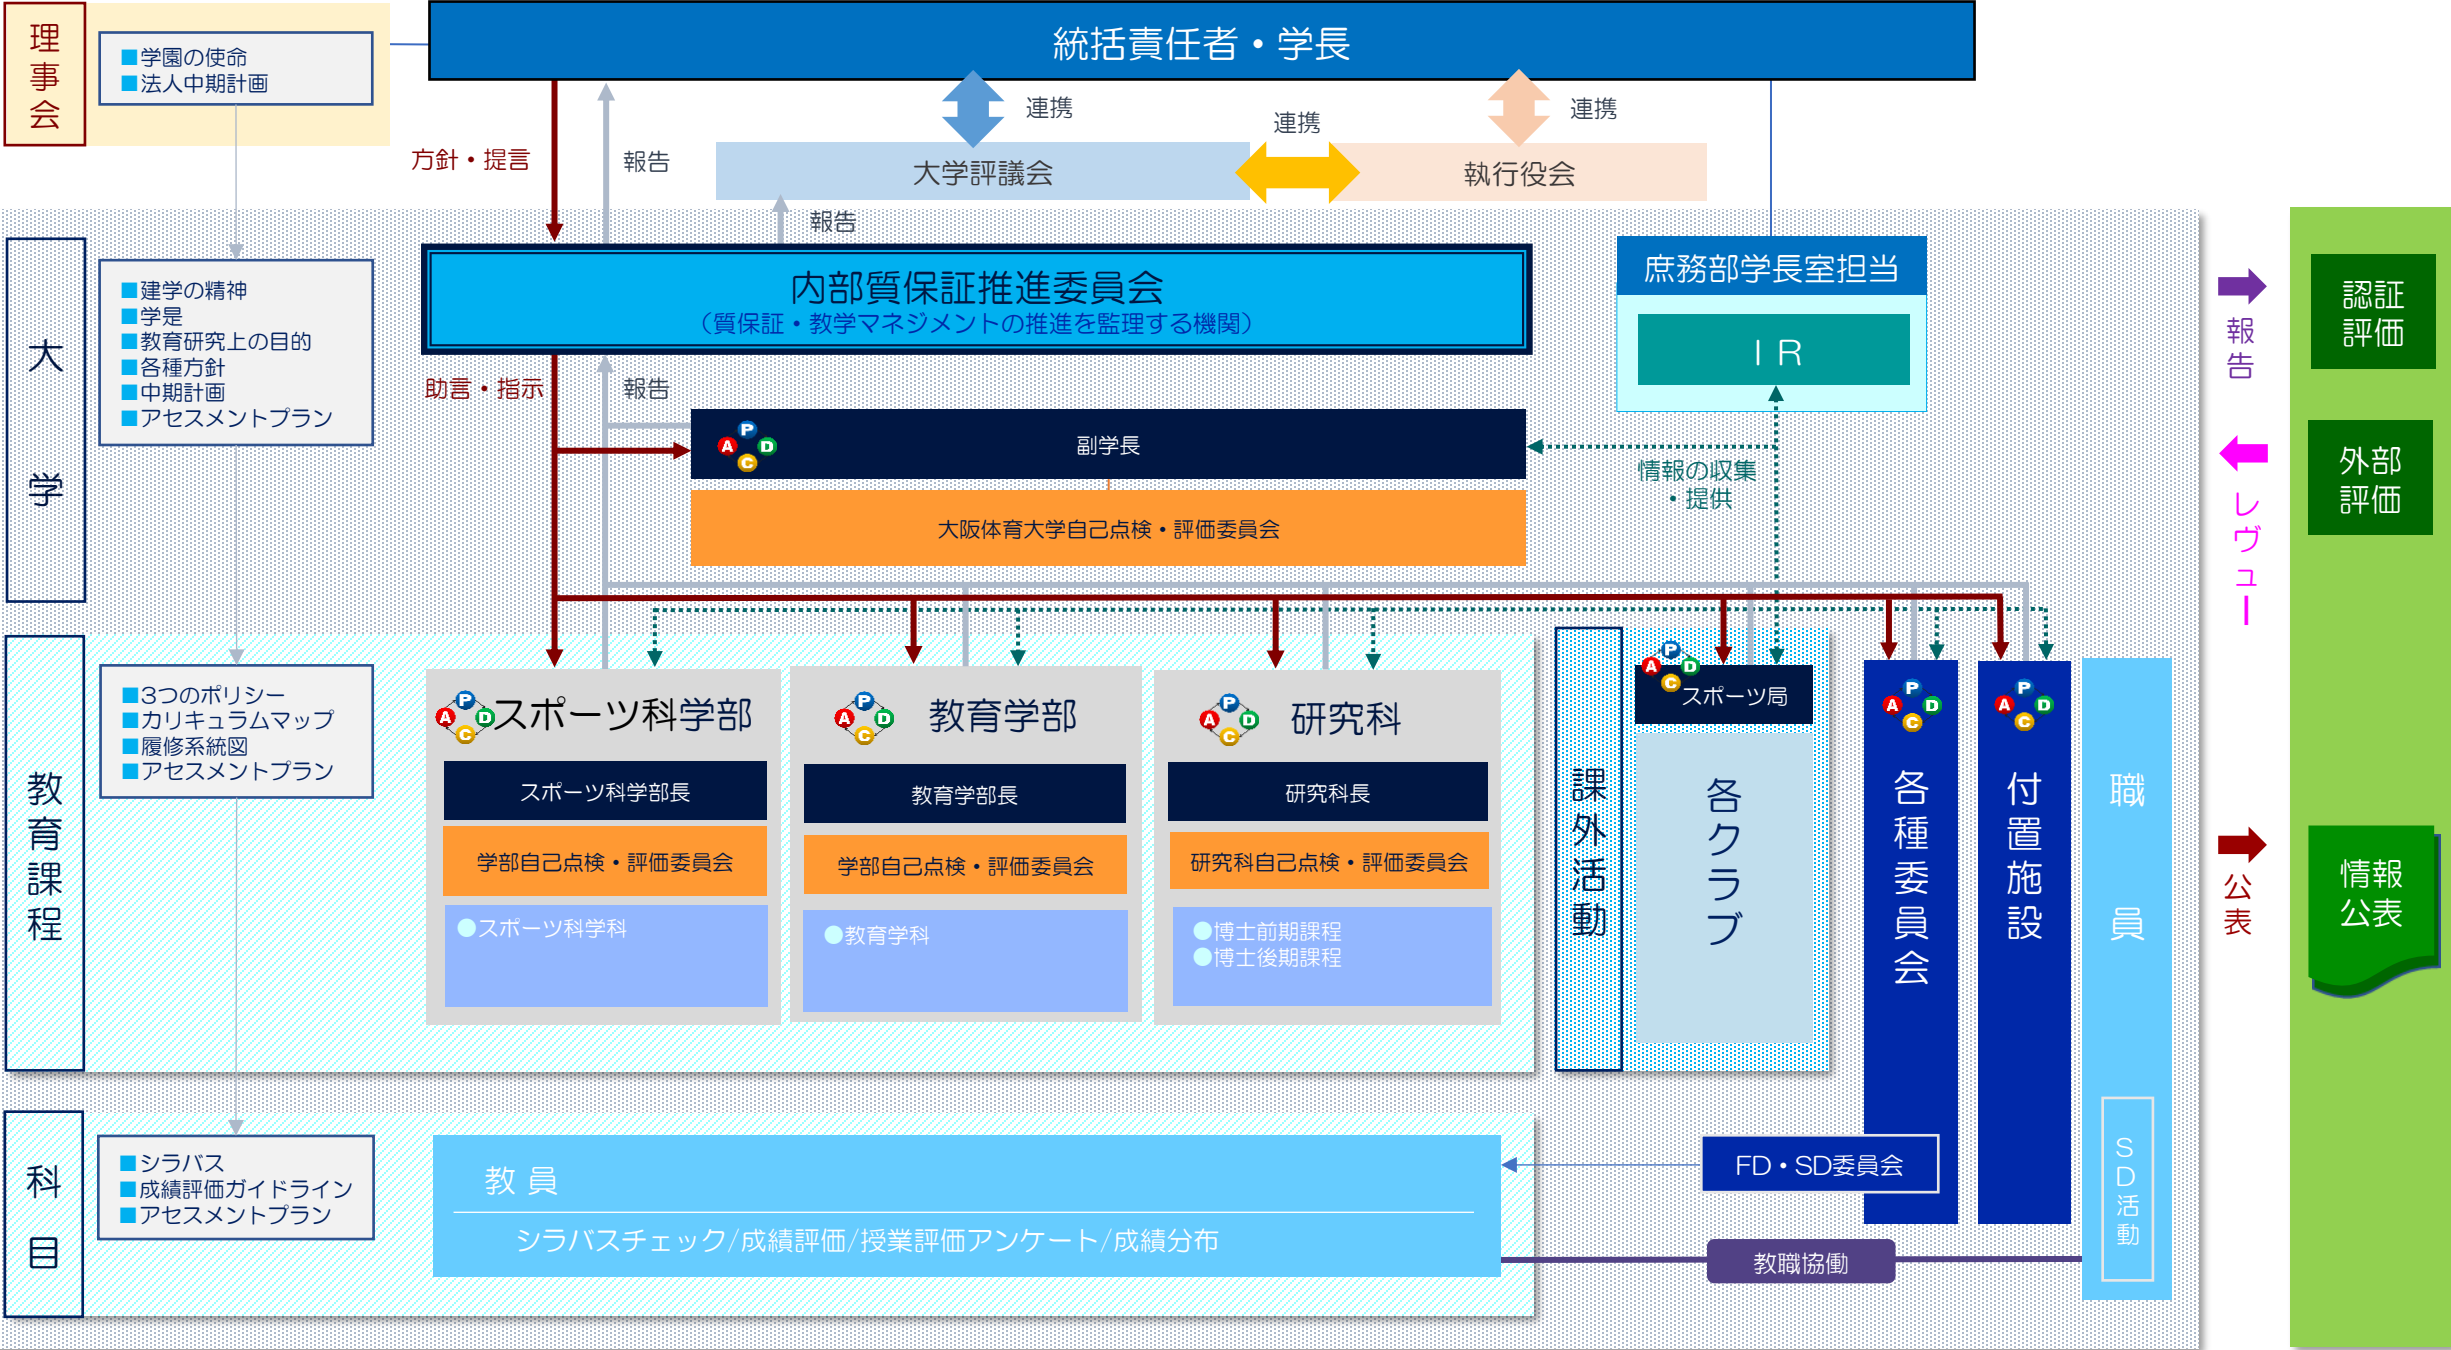 理事会
■学園の使命
■法人中期計画
統括責任者・学長
連携
連携
連携
方針・提言
報告
大学評議会
執行役会
報告
大学
■建学の精神
■学是
■教育研究上の目的
■各種方針
■中期計画
■アセスメントプラン
内部質保証推進委員会
（質保証・教学マネジメントの推進を監理する機関）
庶務部学長室担当
IR
助言・指示
報告
P
A D
C
副学長
大阪体育大学自己点検・評価委員会
情報の収集
・提供
教育課程
■3つのポリシー
■カリキュラムマップ
■履修系統図
■アセスメントプラン
P
A D
C
スポーツ科学部
スポーツ科学部長
学部自己点検・評価委員会
●スポーツ科学科
P
A D
C
教育学部
教育学部長
学部自己点検・評価委員会
●教育学科
P
A D
C
研究科
研究科長
研究科自己点検・評価委員会
●博士前期課程
●博士後期課程
課外活動
P
A D
C
スポーツ局
各クラブ
P
A D
C
各種委員会
P
A D
C
付置施設
職員
SD活動
科目
■シラバス
■成績評価ガイドライン
■アセスメントプラン
教 員
シラバスチェック/成績評価/授業評価アンケート/成績分布
FD・SD委員会
教職協働
報告
レヴュー
公表
認証
評価
外部
評価
情報
公表